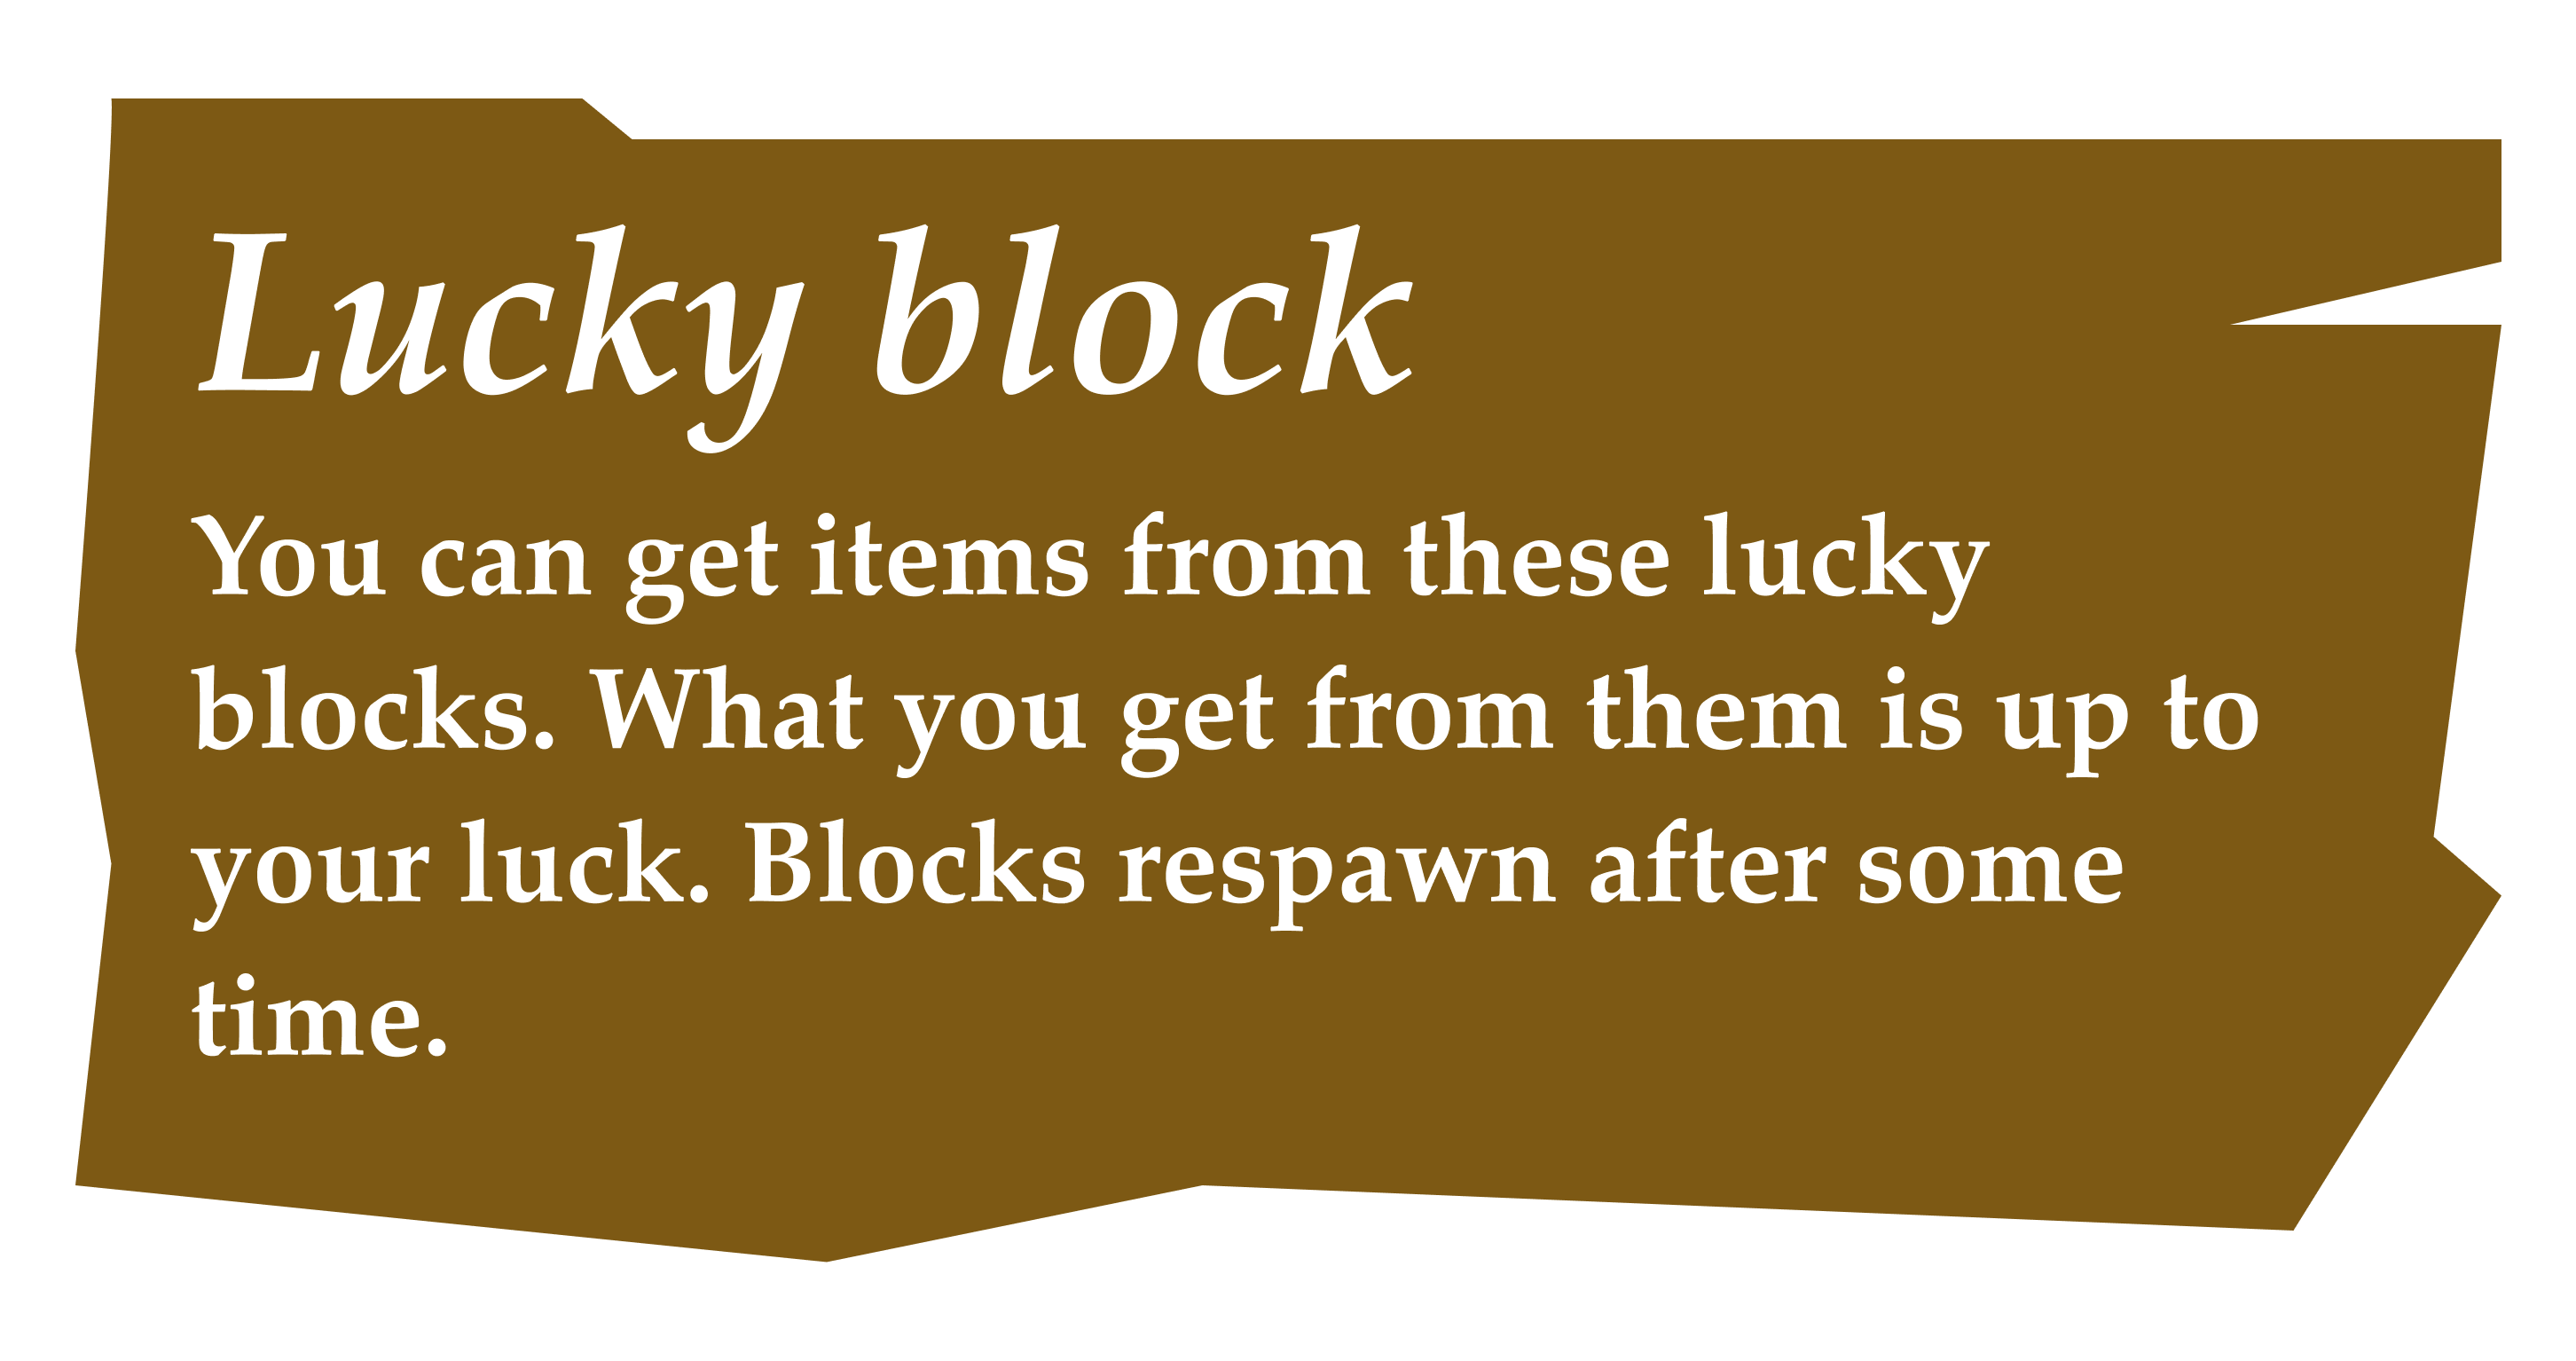 Lucky block
You can get items from these lucky
blocks. What you get from them is up to
your luck. Blocks respawn after some
time.